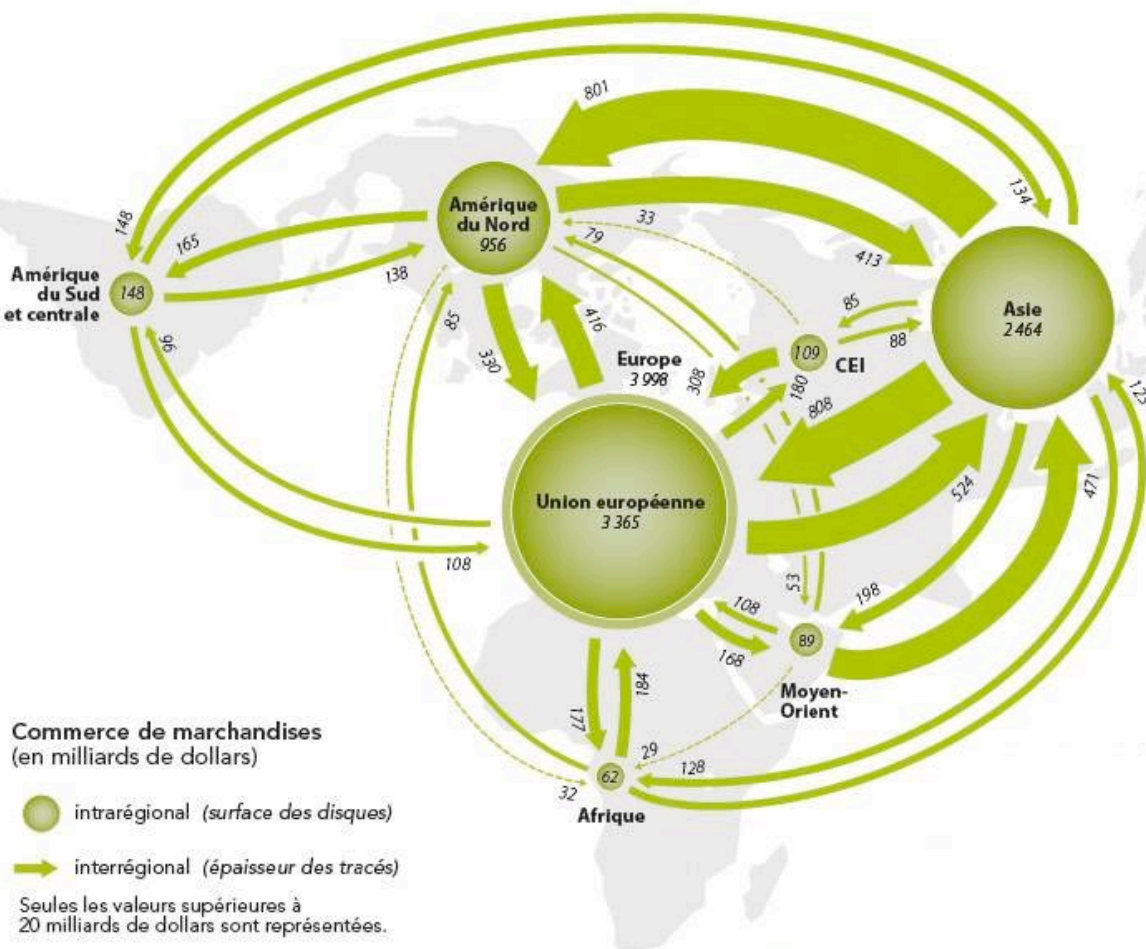 801
Amérique
du Nord
956
33
134
148
165
79
413
Amérique
du Sud
et centrale
148
138
Asie
2 464
85
85
88
96
416
330
Europe
3 998
308
109
CEI
180
808
123
Union européenne
3 365
524
471
108
53
198
108
168
89
Moyen-
Orient
184
177
29
128
62
32
Afrique
Commerce de marchandises
(en milliards de dollars)
intrarégional (surface des disques)
interrégional (épaisseur des tracés)
Seules les valeurs supérieures à
20 milliards de dollars sont représentées.